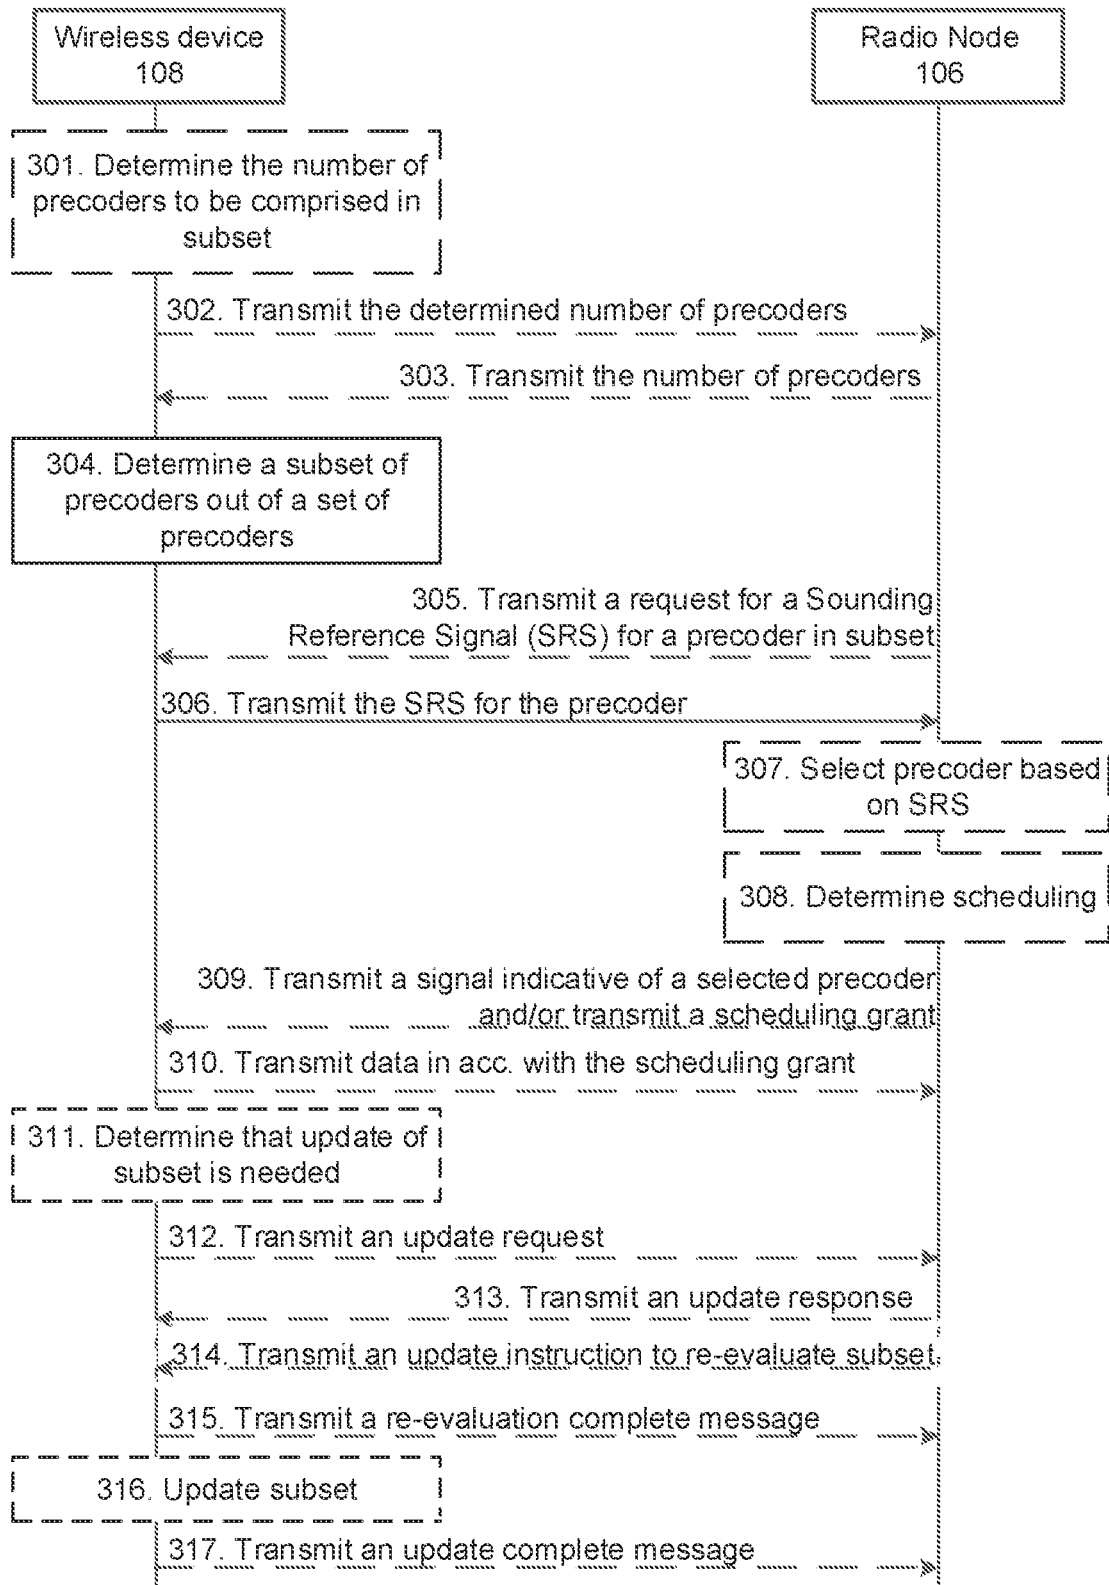 Wireless device
108
Radio Node
106
301. Determine the number of
precoders to be comprised in
subset
302. Transmit the determined number of precoders
303. Transmit the number of precoders
304. Determine a subset of
precoders out of a set of
precoders
305. Transmit a request for a Sounding
Reference Signal (SRS) for a precoder in subset
306. Transmit the SRS for the precoder
307. Select precoder based
on SRS
308. Determine scheduling
309. Transmit a signal indicative of a selected precoder
and/or transmit a scheduling grant
310. Transmit data in acc. with the scheduling grant
311. Determine that update of
subset is needed
312. Transmit an update request
313. Transmit an update response
314. Transmit an update instruction to re-evaluate subset
315. Transmit a re-evaluation complete message
316. Update subset
317. Transmit an update complete message